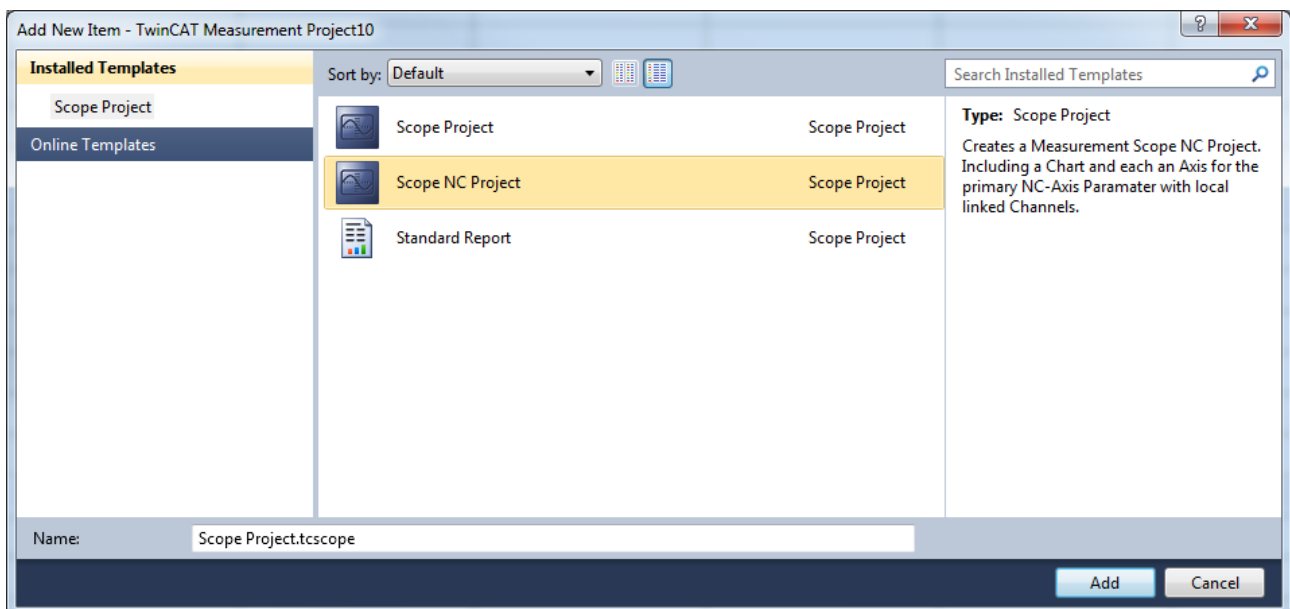 Add New Item - TwinCAT Measurement Project10
Installed Templates
Scope Project
Online Templates
Sort by: Default
Search Installed Templates
Scope Project Scope Project
Scope NC Project Scope Project
Standard Report Scope Project
Type: Scope Project
Creates a Measurement Scope NC Project.
Including a Chart and each an Axis for the
primary NC-Axis Paramater with local
linked Channels.
Name: Scope Project.tcscope
Add Cancel